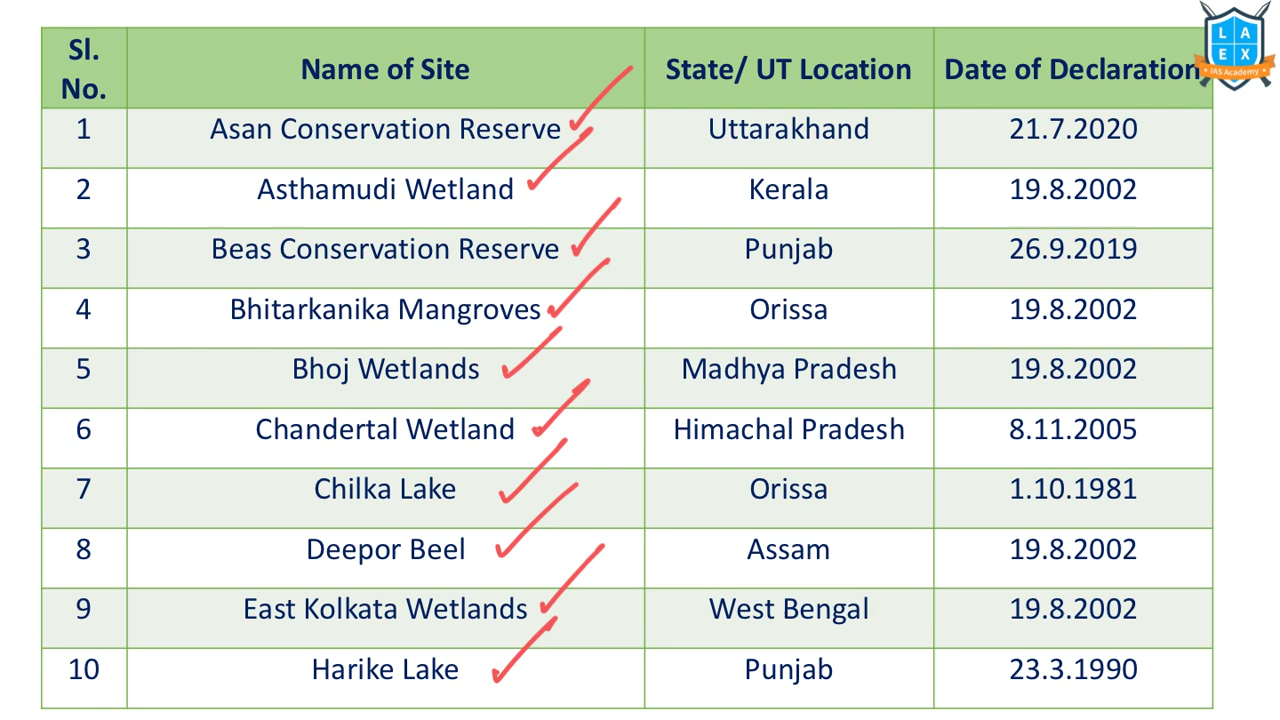 Sl. No. Name of Site State/ UT Location Date of Declaration
L A E X
IAS Academy
1 Asan Conservation Reserve Uttarakhand 21.7.2020
2 Asthamudi Wetland Kerala 19.8.2002
3 Beas Conservation Reserve Punjab 26.9.2019
4 Bhitarkanika Mangroves Orissa 19.8.2002
5 Bhoj Wetlands Madhya Pradesh 19.8.2002
6 Chandertal Wetland Himachal Pradesh 8.11.2005
7 Chilka Lake Orissa 1.10.1981
8 Deepor Beel Assam 19.8.2002
9 East Kolkata Wetlands West Bengal 19.8.2002
10 Harike Lake Punjab 23.3.1990